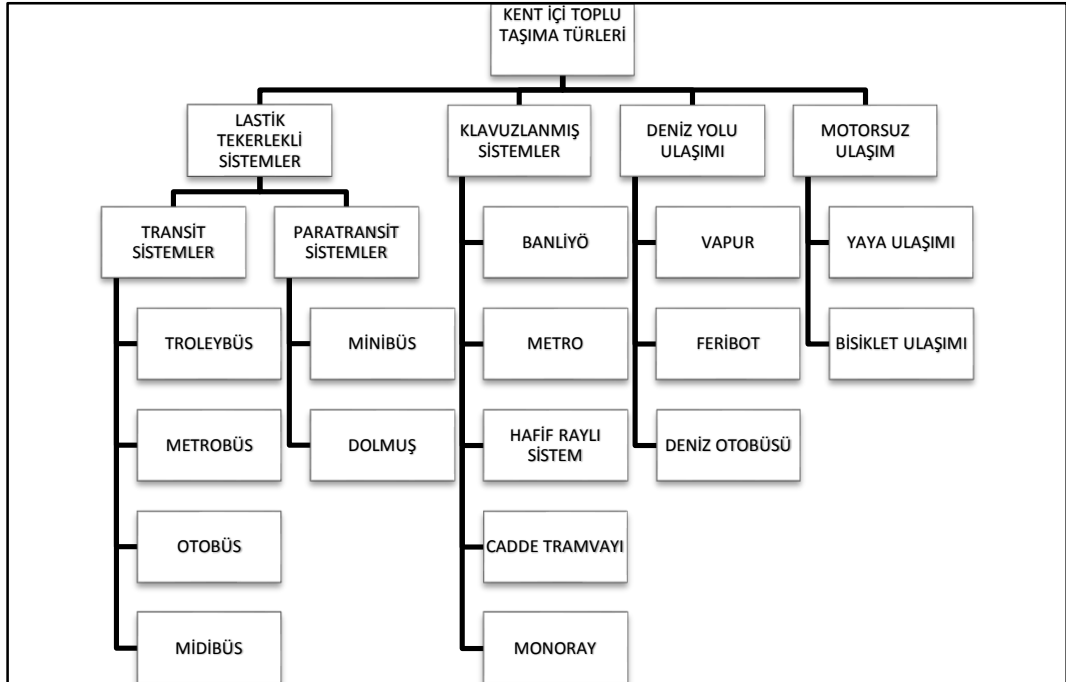 KENT İÇİ TOPLU
TAŞIMA TÜRLERİ
LASTİK
TEKERLEKLİ
SİSTEMLER
KLAVUZLANMIŞ
SİSTEMLER
DENİZ YOLU
ULAŞIMI
MOTORSUZ
ULAŞIM
TRANSİT
SİSTEMLER
PARATRANSİT
SİSTEMLER
BANLİYÖ
VAPUR
YAYA ULAŞIMI
TROLEYBÜS
MİNİBÜS
METRO
FERİBOT
BİSİKLET ULAŞIMI
METROBÜS
DOLMUŞ
HAFİF RAYLI
SİSTEM
DENİZ OTOBÜSÜ
OTOBÜS
CADDE TRAMVAYI
MİDİBÜS
MONORAY